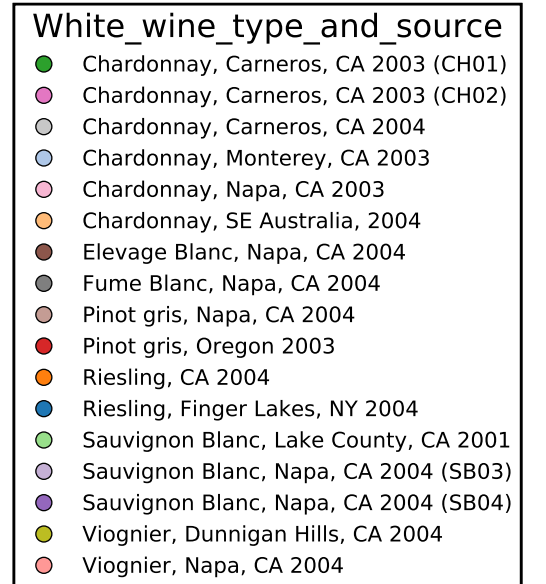 White_wine_type_and_source
Chardonnay, Carneros, CA 2003 (CH01)
Chardonnay, Carneros, CA 2003 (CH02)
Chardonnay, Carneros, CA 2004
Chardonnay, Monterey, CA 2003
Chardonnay, Napa, CA 2003
Chardonnay, SE Australia, 2004
Elevage Blanc, Napa, CA 2004
Fume Blanc, Napa, CA 2004
Pinot gris, Napa, CA 2004
Pinot gris, Oregon 2003
Riesling, CA 2004
Riesling, Finger Lakes, NY 2004
Sauvignon Blanc, Lake County, CA 2001
Sauvignon Blanc, Napa, CA 2004 (SB03)
Sauvignon Blanc, Napa, CA 2004 (SB04)
Viognier, Dunnigan Hills, CA 2004
Viognier, Napa, CA 2004